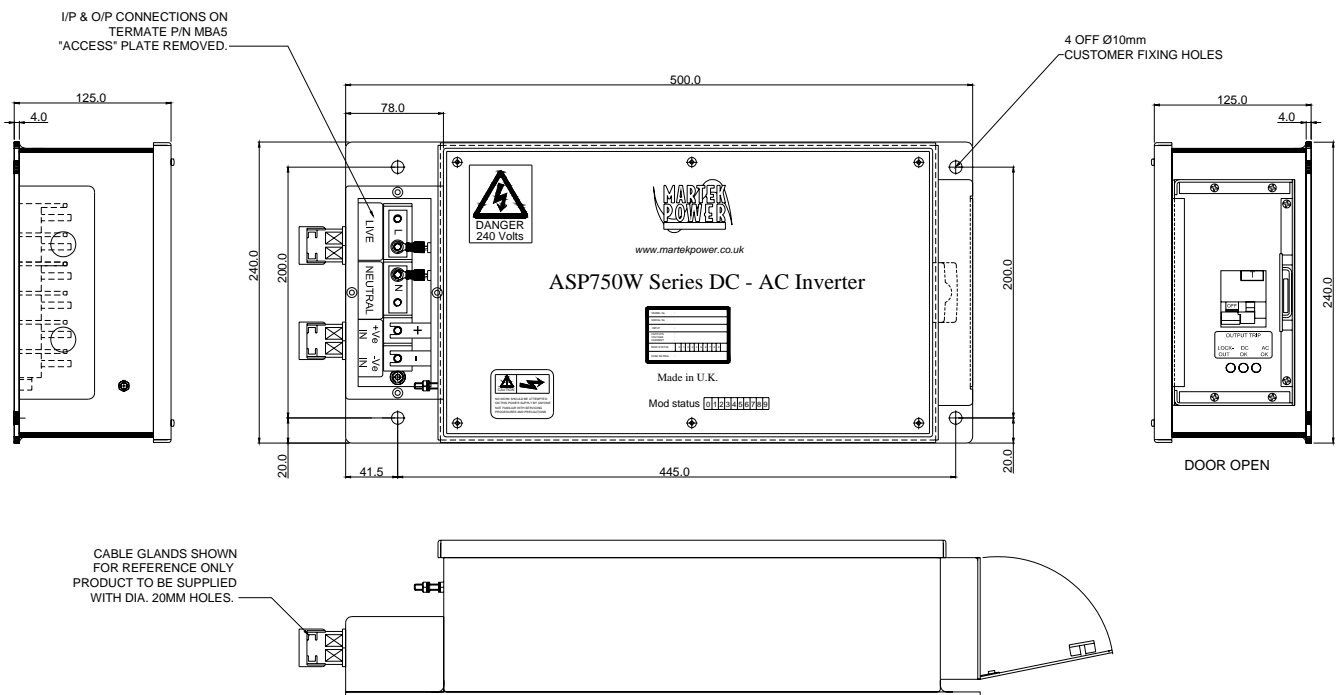 I/P & O/P CONNECTIONS ON
TERMATE P/N MBA5
"ACCESS" PLATE REMOVED.
4 OFF Ø10mm
CUSTOMER FIXING HOLES
125.0
4.0
500.0
78.0
240.0
200.0
20.0
41.5
445.0
200.0
20.0
LIVE
L
NEUTRAL
N
+Ve
IN
+
-Ve
IN
-
DANGER
240 Volts
MARTEK
POWER
www.martekpower.co.uk
ASP750W Series DC - AC Inverter
Made in U.K.
Mod status 0 1 2 3 4 5 6 7 8 9
CAUTION
125.0
4.0
240.0
OFF
OUTPUT TRIP
LOCK- DC AC
OUT OK OK
DOOR OPEN
CABLE GLANDS SHOWN
FOR REFERENCE ONLY
PRODUCT TO BE SUPPLIED
WITH DIA. 20MM HOLES.